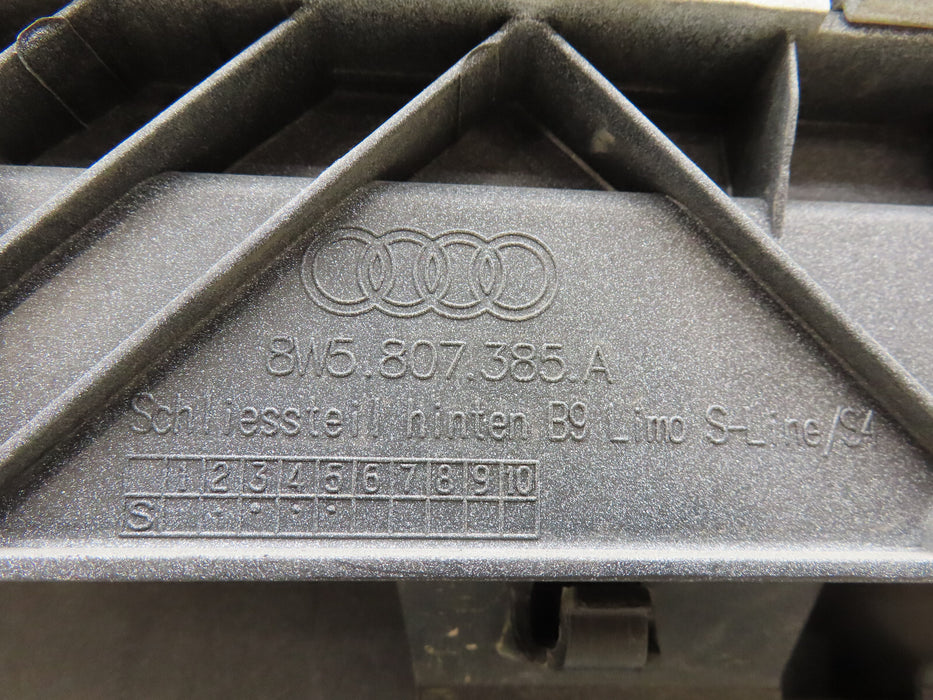 8W5.807.385.A
Schliessteil hinten B9 Limo S-Line/S4
1 2 3 4 5 6 7 8 9 10
S